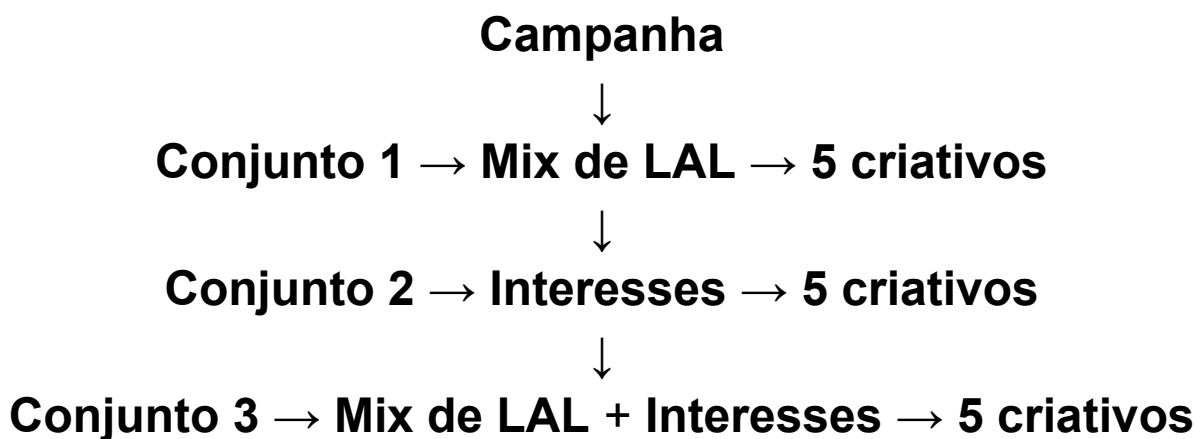 Campanha
↓
Conjunto 1 → Mix de LAL → 5 criativos
↓
Conjunto 2 → Interesses → 5 criativos
↓
Conjunto 3 → Mix de LAL + Interesses → 5 criativos